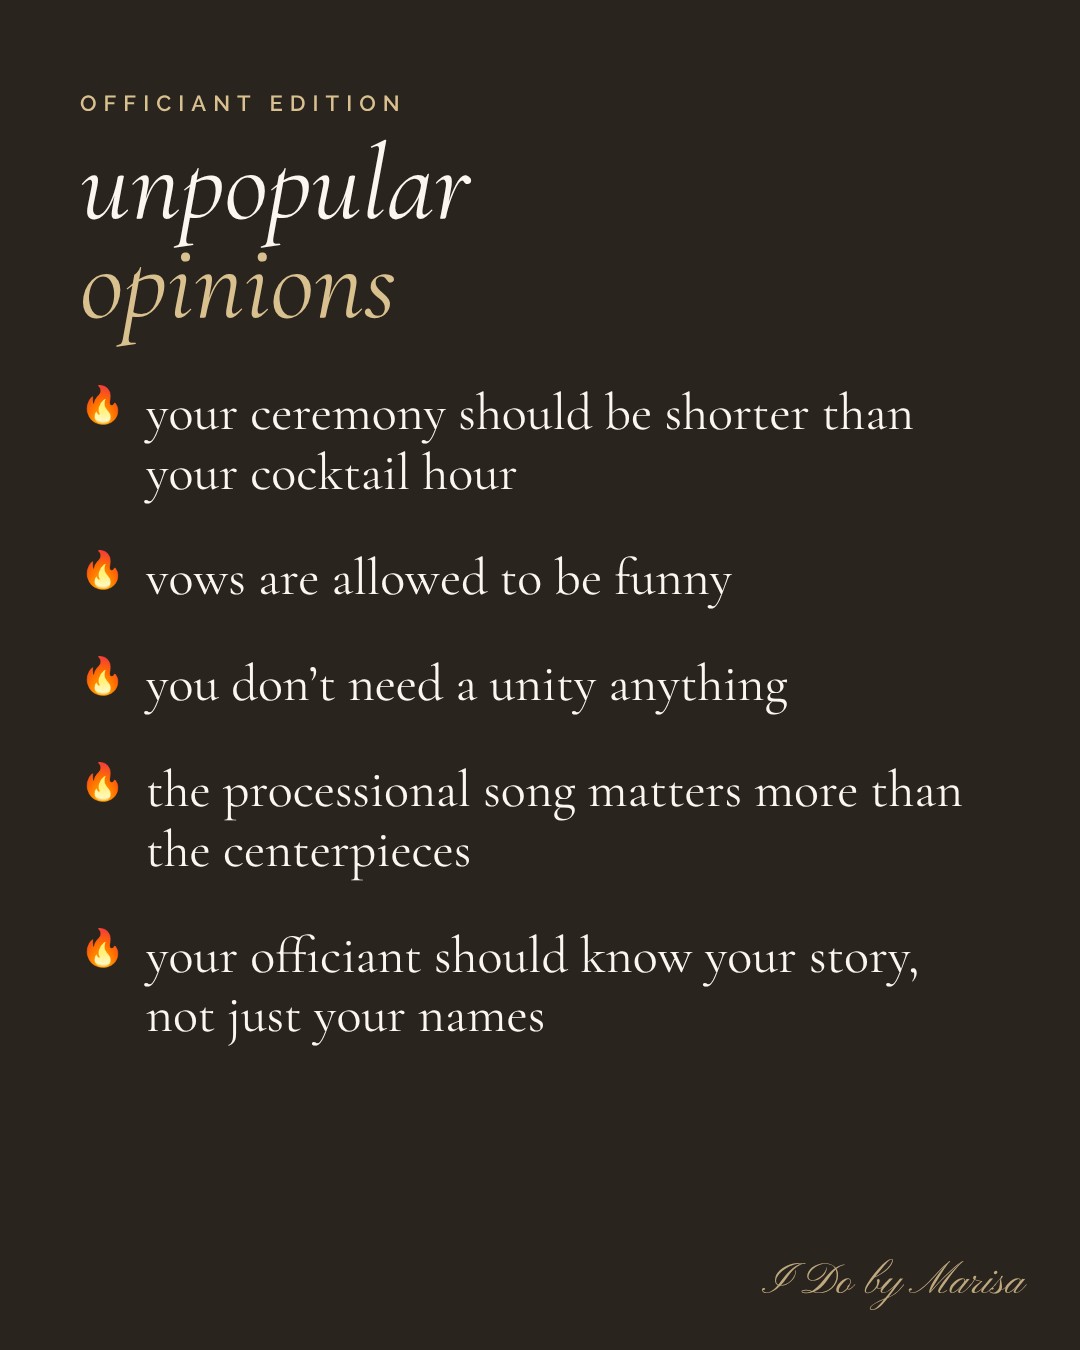 OFFICIANT EDITION
unpopular
opinions
🔥 your ceremony should be shorter than
your cocktail hour
🔥 vows are allowed to be funny
🔥 you don’t need a unity anything
🔥 the processional song matters more than
the centerpieces
🔥 your officiant should know your story,
not just your names
I Do by Marisa